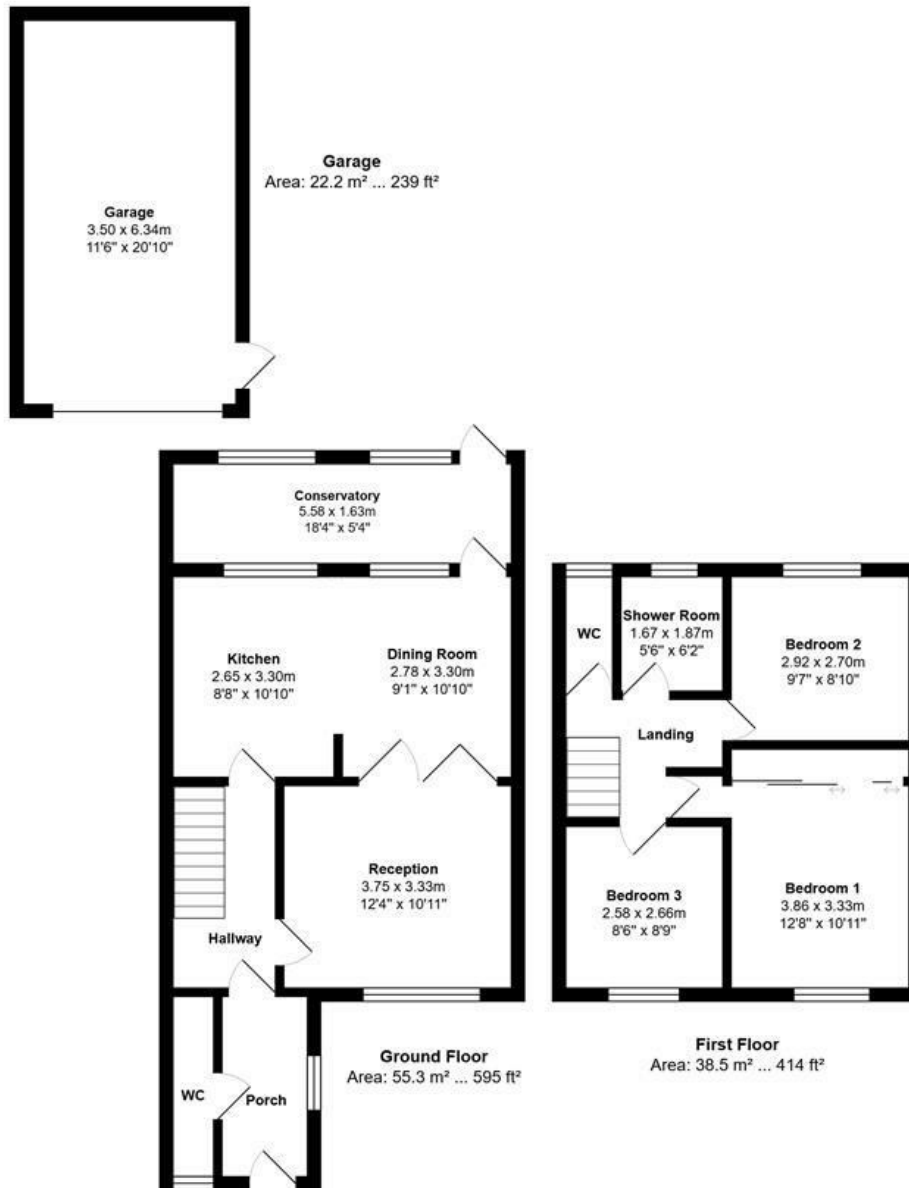 Garage
Area: 22.2 m² ... 239 ft²
Garage
3.50 x 6.34m
11'6" x 20'10"
Conservatory
5.58 x 1.63m
18'4" x 5'4"
Kitchen
2.65 x 3.30m
8'8" x 10'10"
Dining Room
2.78 x 3.30m
9'1" x 10'10"
Reception
3.75 x 3.33m
12'4" x 10'11"
Hallway
WC
Porch
Ground Floor
Area: 55.3 m² ... 595 ft²
WC
Shower Room
1.67 x 1.87m
5'6" x 6'2"
Bedroom 2
2.92 x 2.70m
9'7" x 8'10"
Landing
Bedroom 3
2.58 x 2.66m
8'6" x 8'9"
Bedroom 1
3.86 x 3.33m
12'8" x 10'11"
First Floor
Area: 38.5 m² ... 414 ft²